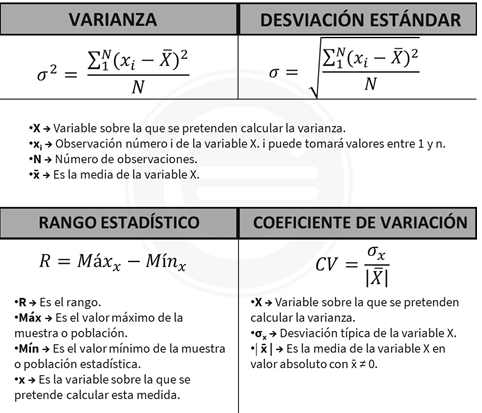 VARIANZA
σ² = ∑₁ᴺ(xᵢ − X̄)² / N
DESVIACIÓN ESTÁNDAR
σ = √(∑₁ᴺ(xᵢ − X̄)² / N)
•X → Variable sobre la que se pretenden calcular la varianza.
•xᵢ → Observación número i de la variable X. i puede tomará valores entre 1 y n.
•N → Número de observaciones.
•x̄ → Es la media de la variable X.
RANGO ESTADÍSTICO
R = Máxₓ − Mínₓ
•R → Es el rango.
•Máx → Es el valor máximo de la
muestra o población.
•Mín → Es el valor mínimo de la muestra
o población estadística.
•x → Es la variable sobre la que se
pretende calcular esta medida.
COEFICIENTE DE VARIACIÓN
CV = σₓ / |X̄|
•X → Variable sobre la que se pretenden
calcular la varianza.
•σₓ → Desviación típica de la variable X.
•| x̄ | → Es la media de la variable X en
valor absoluto con x̄ ≠ 0.